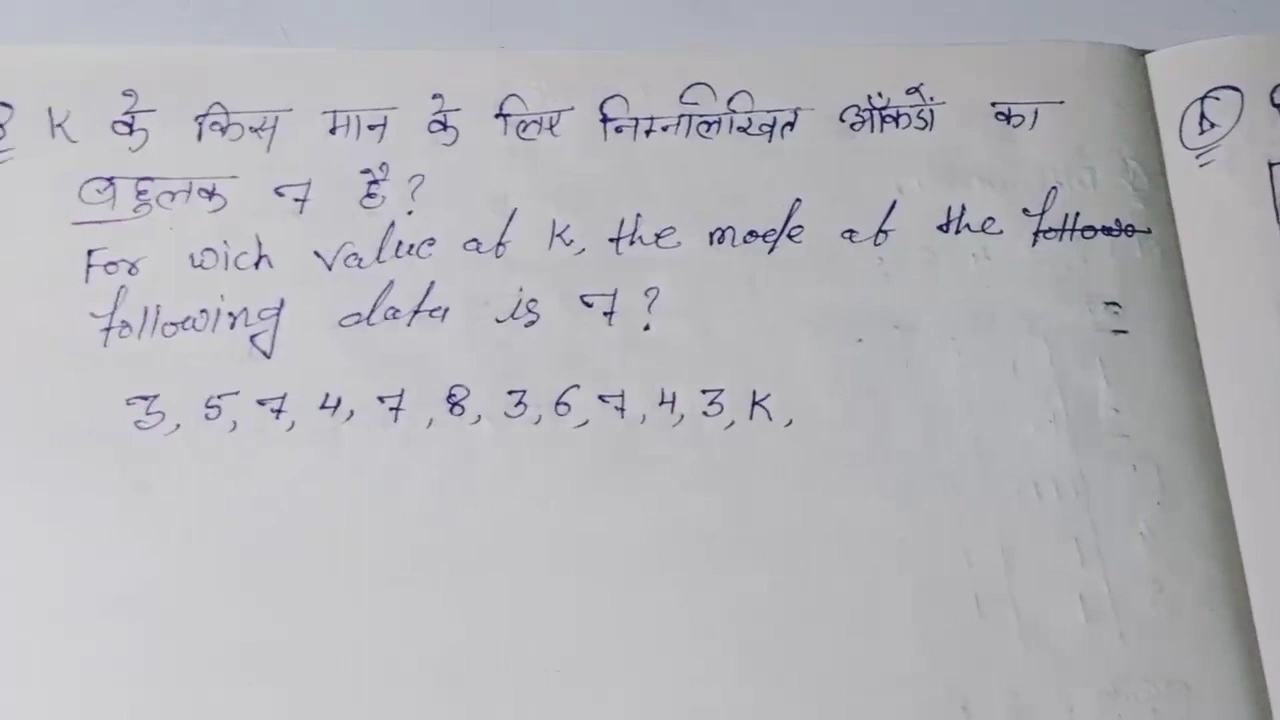 K के किस मान के लिए निम्नलिखित आँकडों का
बहुलक 7 है?
For wich value of K, the mode of the followo
following data is 7?
3, 5, 7, 4, 7, 8, 3, 6, 7, 4, 3, K,